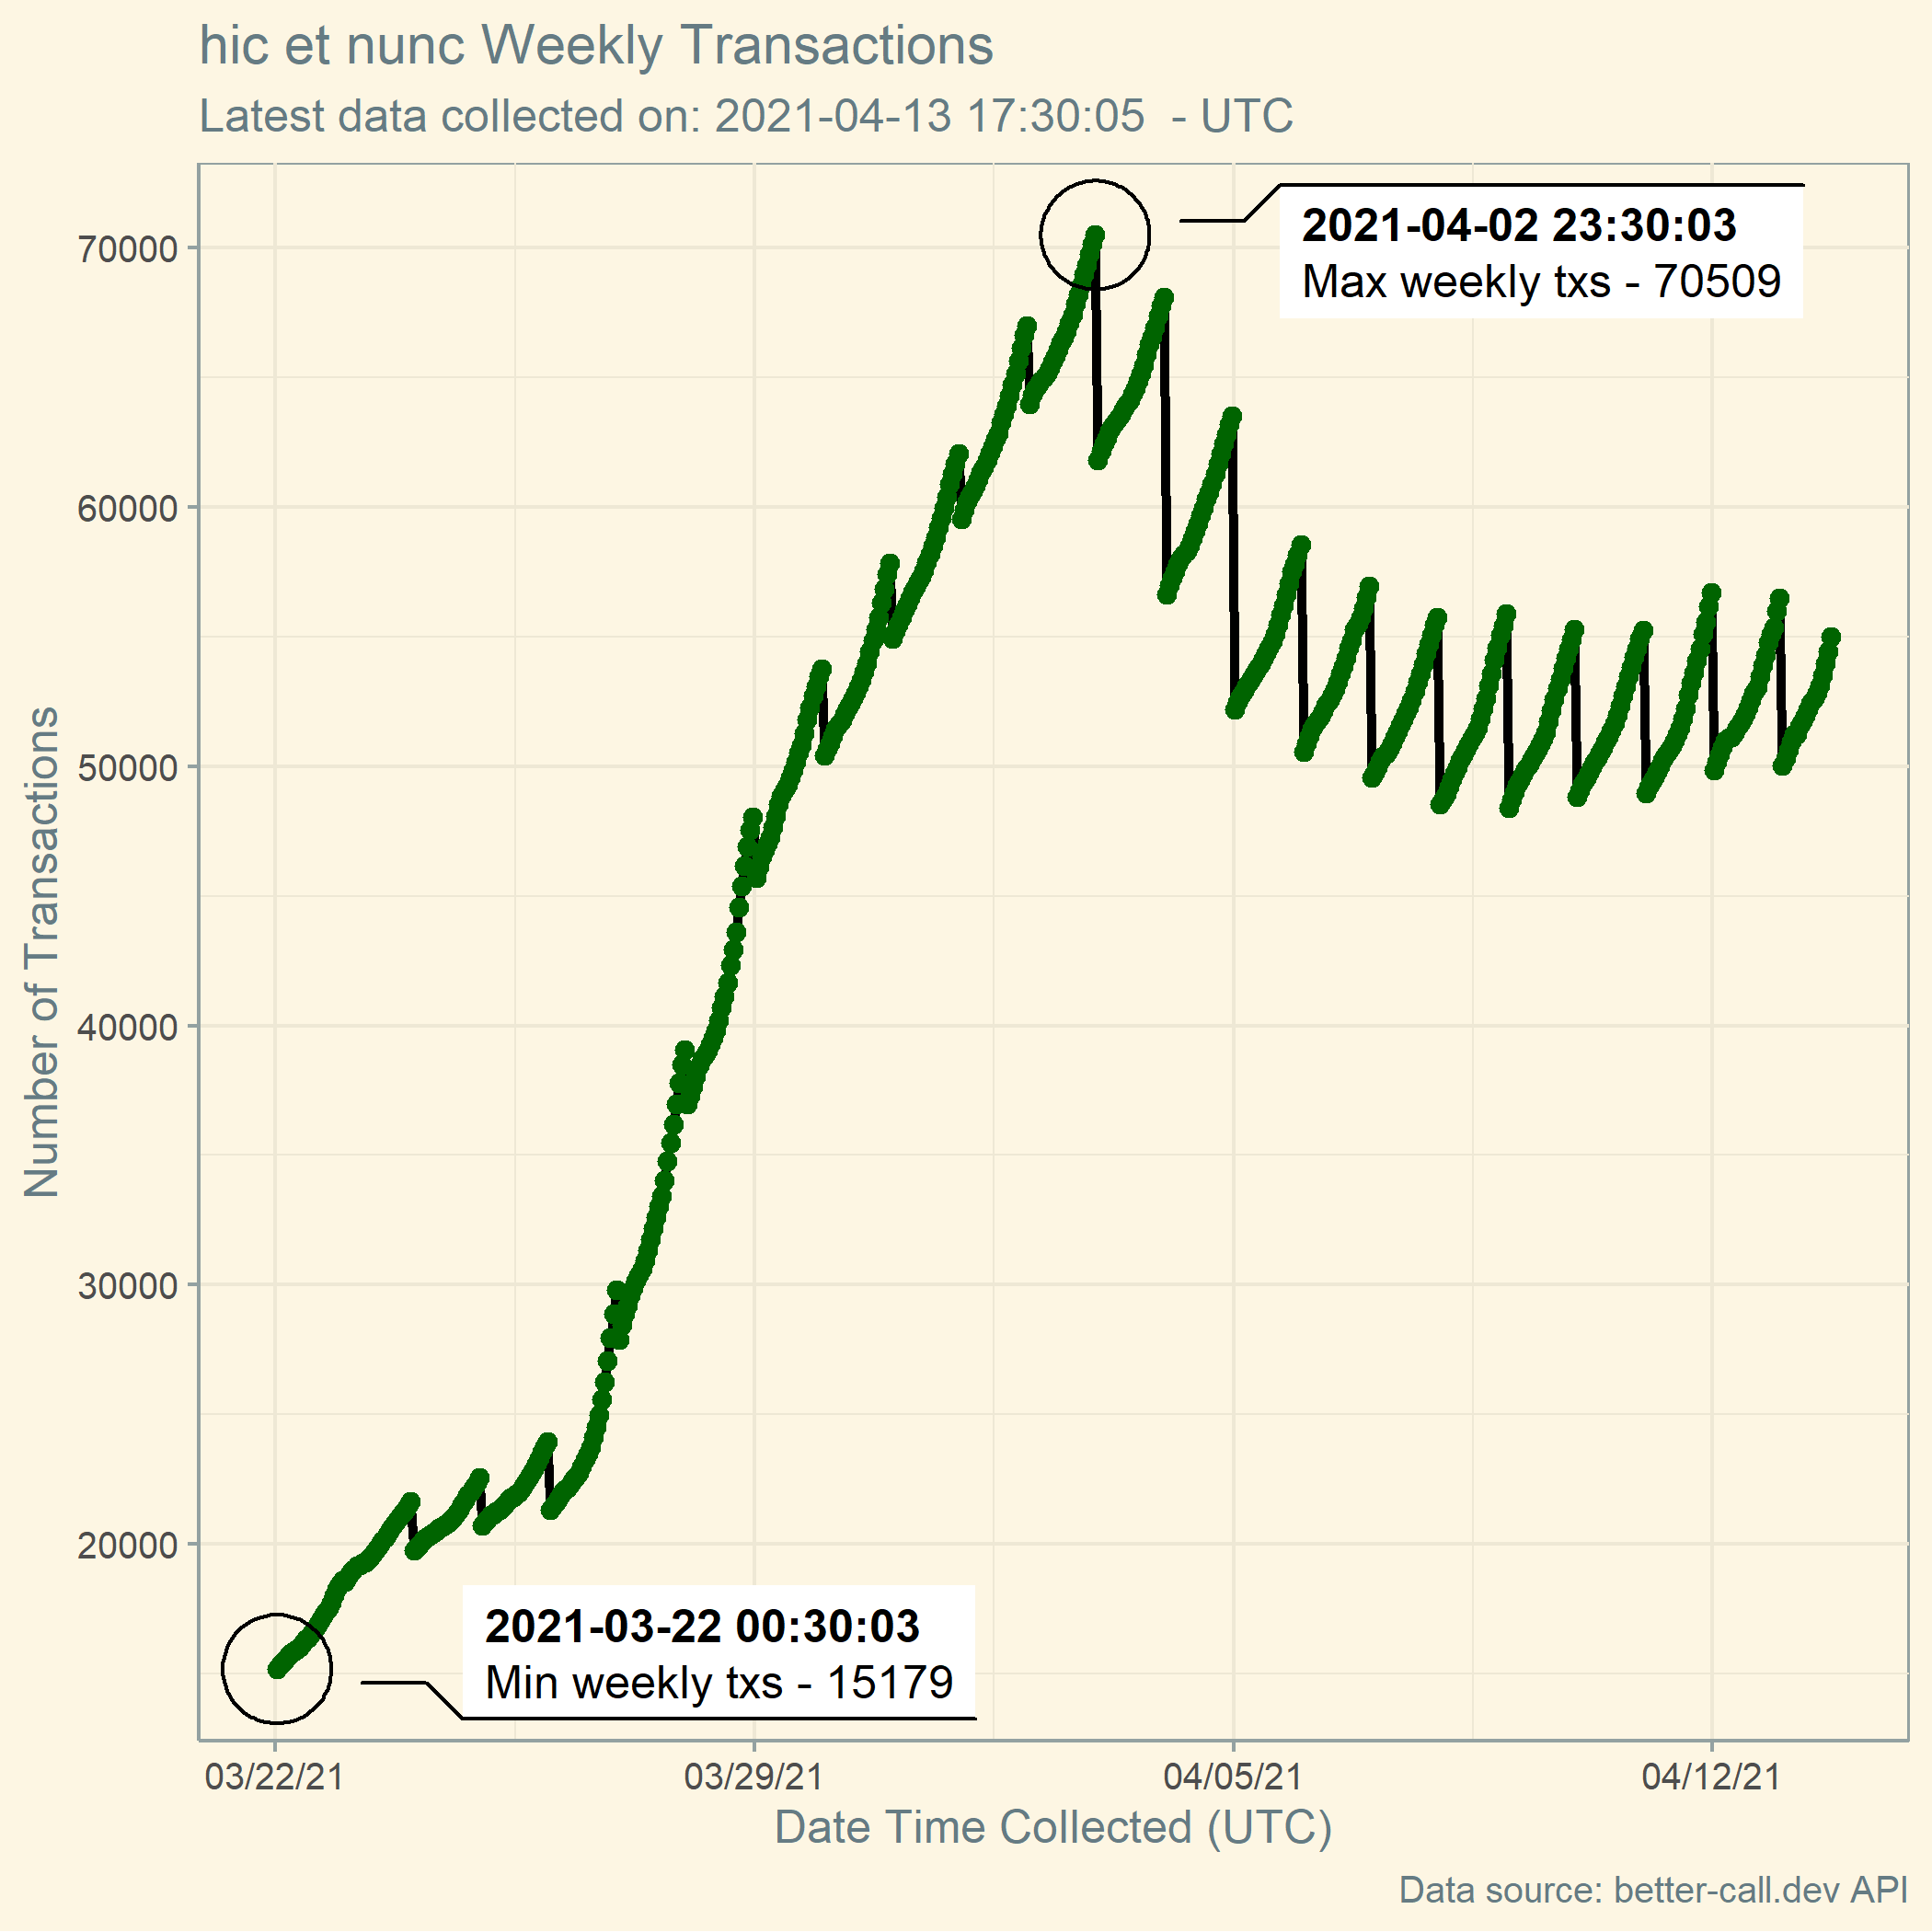 hic et nunc Weekly Transactions
Latest data collected on: 2021-04-13 17:30:05  - UTC
2021-04-02 23:30:03
Max weekly txs - 70509
70000
60000
50000
40000
30000
20000
Number of Transactions
2021-03-22 00:30:03
Min weekly txs - 15179
03/22/21
03/29/21
04/05/21
04/12/21
Date Time Collected (UTC)
Data source: better-call.dev API